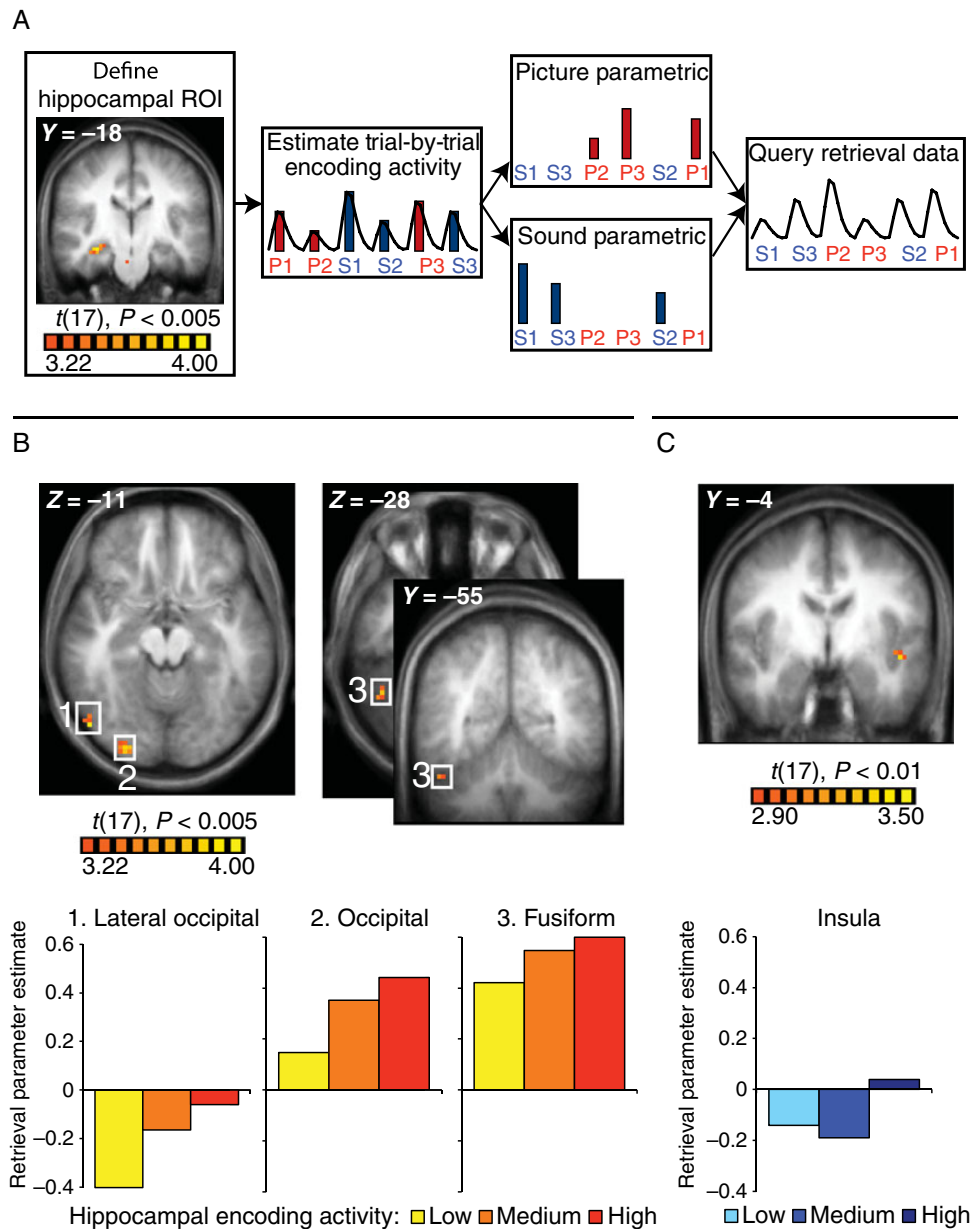 A
Define
hippocampal ROI
Y = –18
t(17), P < 0.005
3.22 4.00
Estimate trial-by-trial
encoding activity
P1 P2 S1 S2 P3 S3
Picture parametric
S1 S3 P2 P3 S2 P1
Sound parametric
S1 S3 P2 P3 S2 P1
Query retrieval data
S1 S3 P2 P3 S2 P1
B
Z = –11
1
2
t(17), P < 0.005
3.22 4.00
Z = –28
3
Y = –55
3
C
Y = –4
t(17), P < 0.01
2.90 3.50
Retrieval parameter estimate
0.6
0.4
0.2
0
–0.2
–0.4
1. Lateral occipital
2. Occipital
3. Fusiform
Hippocampal encoding activity: Low Medium High
Insula
Retrieval parameter estimate
0.6
0.4
0.2
0
–0.2
–0.4
Low Medium High